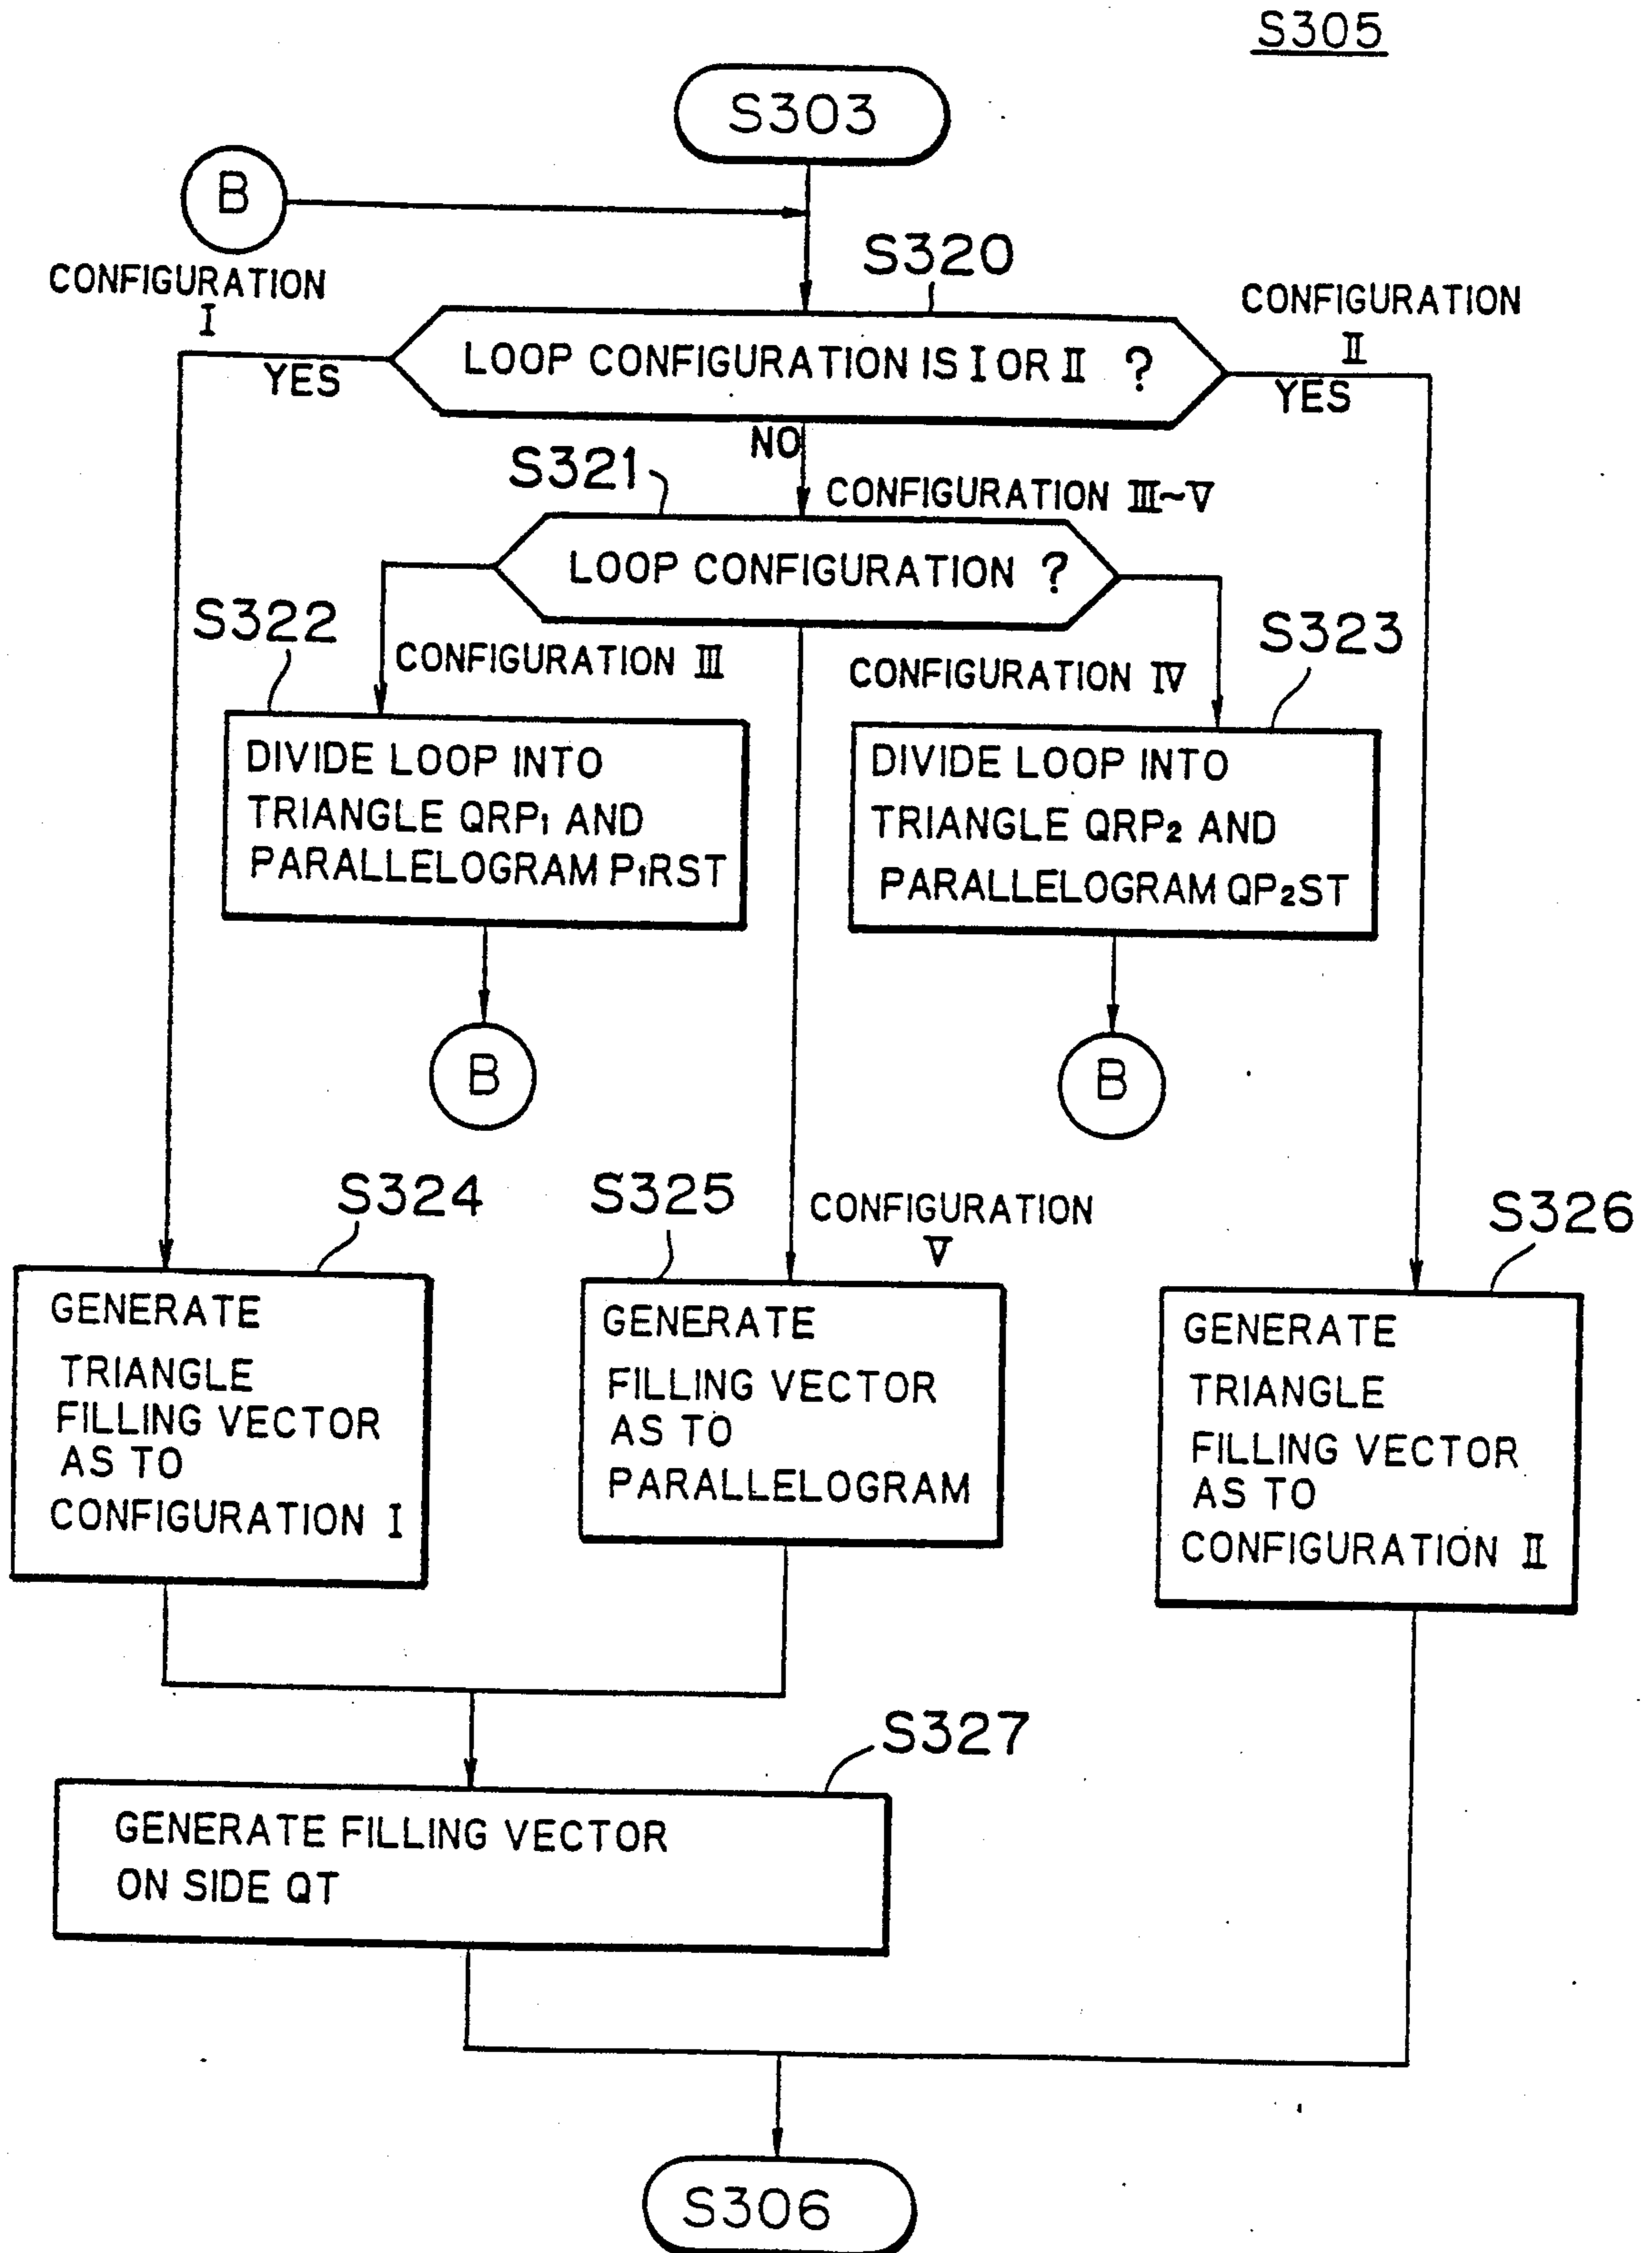 S305
S303
B
S320
CONFIGURATION
I
CONFIGURATION
II
LOOP CONFIGURATION IS I OR II ?
YES
YES
NO
S321
CONFIGURATION III~V
LOOP CONFIGURATION ?
S322
CONFIGURATION III
CONFIGURATION IV
S323
DIVIDE LOOP INTO
TRIANGLE QRP₁ AND
PARALLELOGRAM P₁RST
DIVIDE LOOP INTO
TRIANGLE QRP₂ AND
PARALLELOGRAM QP₂ST
B
B
S324
S325
CONFIGURATION
V
S326
GENERATE
TRIANGLE
FILLING VECTOR
AS TO
CONFIGURATION I
GENERATE
FILLING VECTOR
AS TO
PARALLELOGRAM
GENERATE
TRIANGLE
FILLING VECTOR
AS TO
CONFIGURATION II
S327
GENERATE FILLING VECTOR
ON SIDE QT
S306